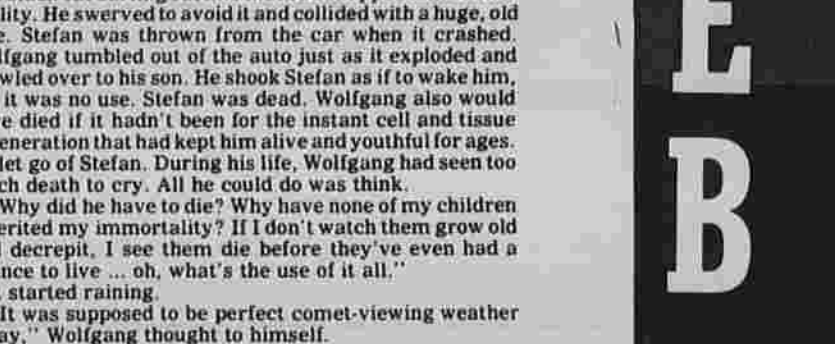 lity. He swerved to avoid it and collided with a huge, old
e. Stefan was thrown from the car when it crashed.
lfgang tumbled out of the auto just as it exploded and
wled over to his son. He shook Stefan as if to wake him,
it was no use. Stefan was dead. Wolfgang also would
e died if it hadn't been for the instant cell and tissue
eneration that had kept him alive and youthful for ages.
let go of Stefan. During his life, Wolfgang had seen too
ch death to cry. All he could do was think.
Why did he have to die? Why have none of my children
erited my immortality? If I don't watch them grow old
decrepit, I see them die before they've even had a
nce to live ... oh, what's the use of it all."
started raining.
It was supposed to be perfect comet-viewing weather
ay," Wolfgang thought to himself.
E
B